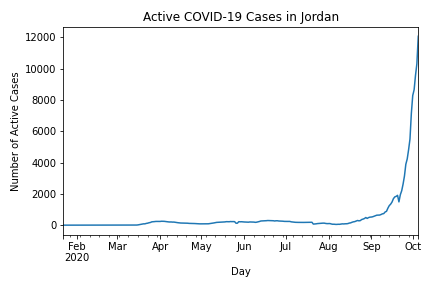 Active COVID-19 Cases in Jordan
Number of Active Cases
12000
10000
8000
6000
4000
2000
0
Feb Mar Apr May Jun Jul Aug Sep Oct
2020
Day